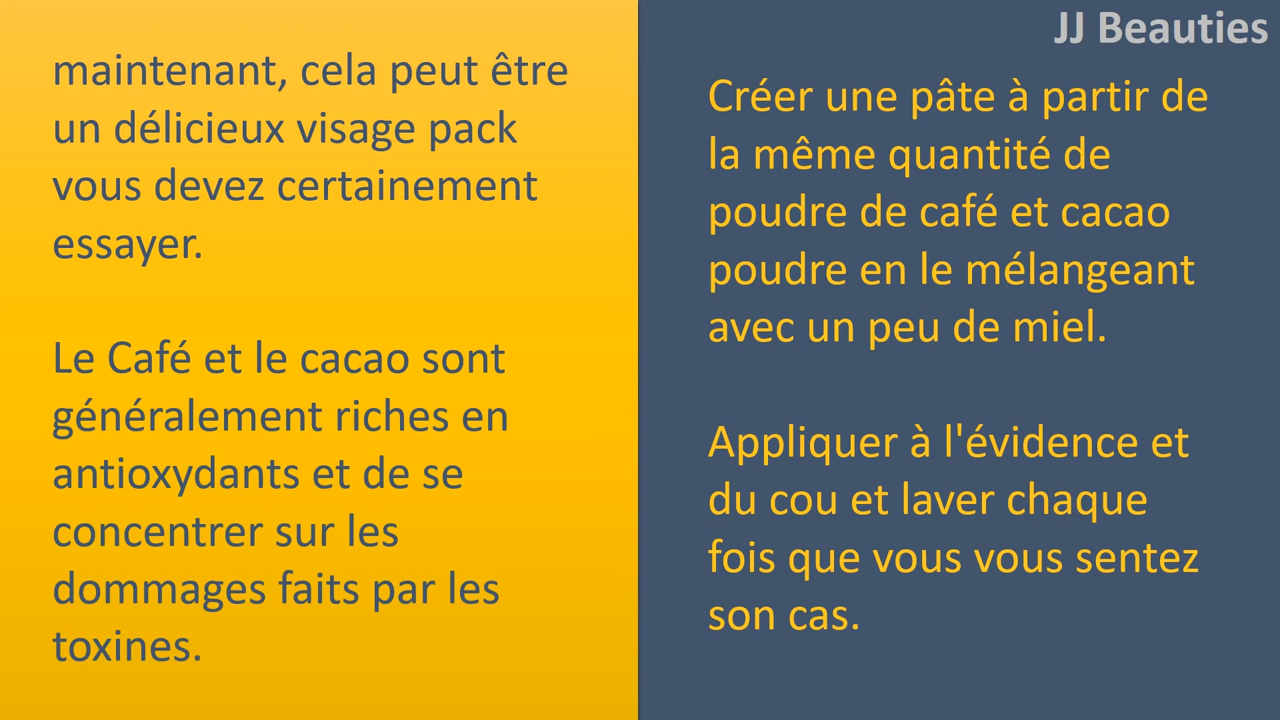 maintenant, cela peut être
un délicieux visage pack
vous devez certainement
essayer.
Le Café et le cacao sont
généralement riches en
antioxydants et de se
concentrer sur les
dommages faits par les
toxines.
JJ Beauties
Créer une pâte à partir de
la même quantité de
poudre de café et cacao
poudre en le mélangeant
avec un peu de miel.
Appliquer à l'évidence et
du cou et laver chaque
fois que vous vous sentez
son cas.